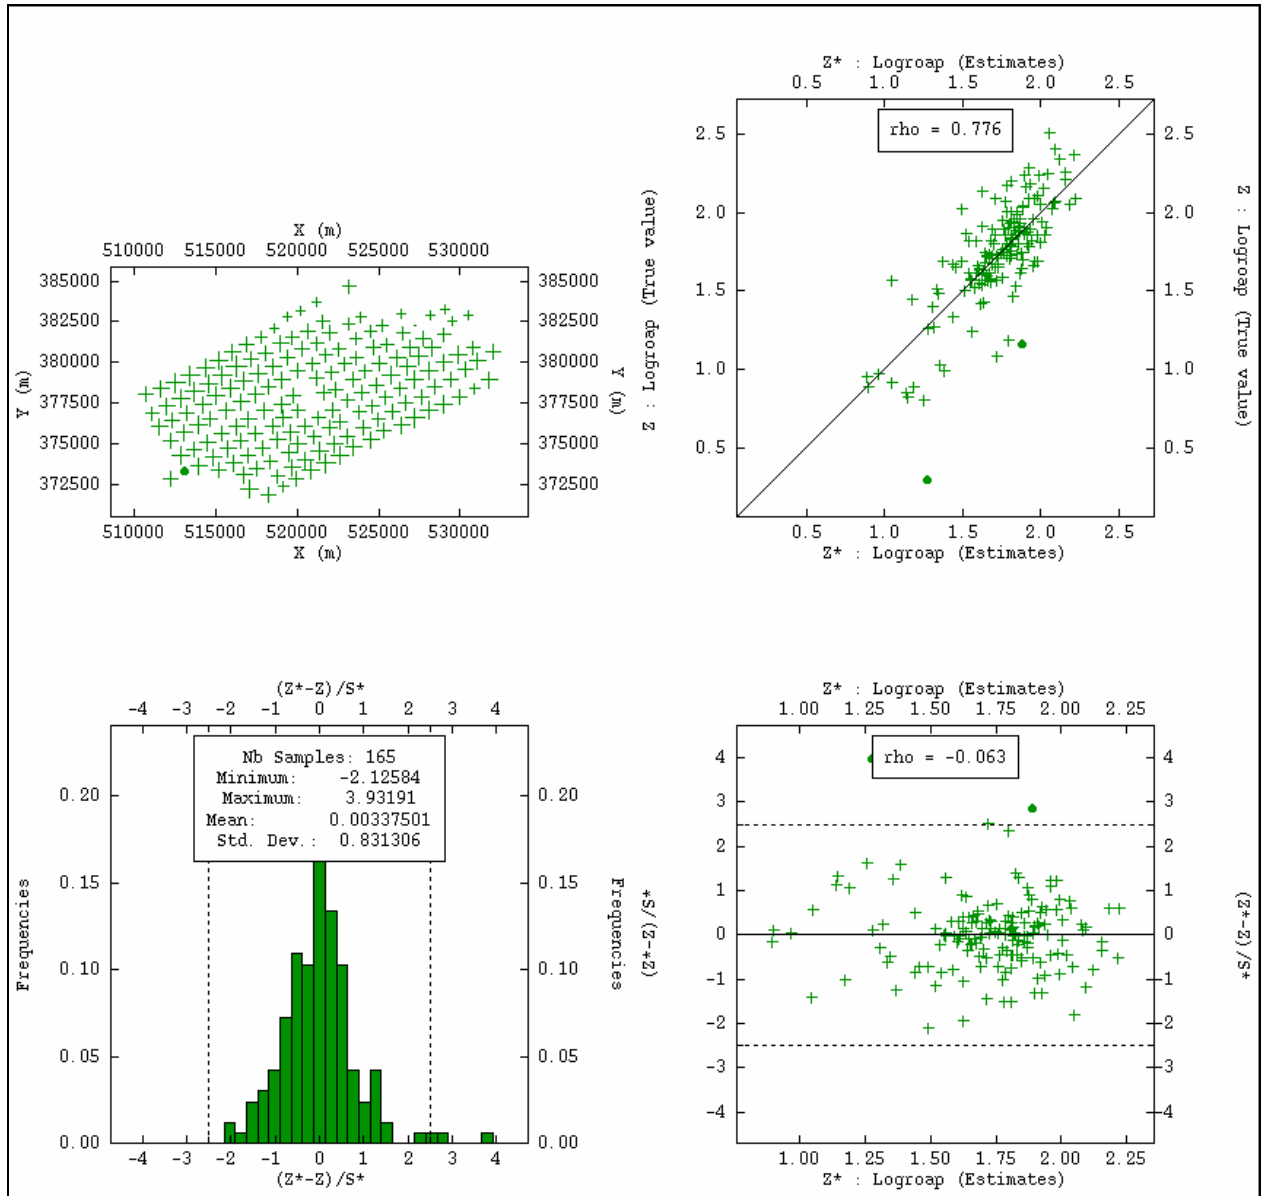 Z* : Logroap (Estimates)
0.5 1.0 1.5 2.0 2.5
rho = 0.776
2.5 2.5
2.0 2.0
1.5 1.5
1.0 1.0
0.5 0.5
Z : Logroap (True value)
Z : Logroap (True value)
0.5 1.0 1.5 2.0 2.5
Z* : Logroap (Estimates)
X (m)
510000 515000 520000 525000 530000
385000 385000
382500 382500
380000 380000
377500 377500
375000 375000
372500 372500
Y (m)
Y (m)
510000 515000 520000 525000 530000
X (m)
(Z*-Z)/S*
-4 -3 -2 -1 0 1 2 3 4
Nb Samples: 165
Minimum: -2.12584
Maximum: 3.93191
Mean: 0.00337501
Std. Dev.: 0.831306
0.20 0.20
0.15 0.15
0.10 0.10
0.05 0.05
0.00 0.00
Frequencies
Frequencies
-4 -3 -2 -1 0 1 2 3 4
(Z*-Z)/S*
Z* : Logroap (Estimates)
1.00 1.25 1.50 1.75 2.00 2.25
rho = -0.063
4 4
3 3
2 2
1 1
0 0
-1 -1
-2 -2
-3 -3
-4 -4
(Z*-Z)/S*
(Z*-Z)/S*
1.00 1.25 1.50 1.75 2.00 2.25
Z* : Logroap (Estimates)